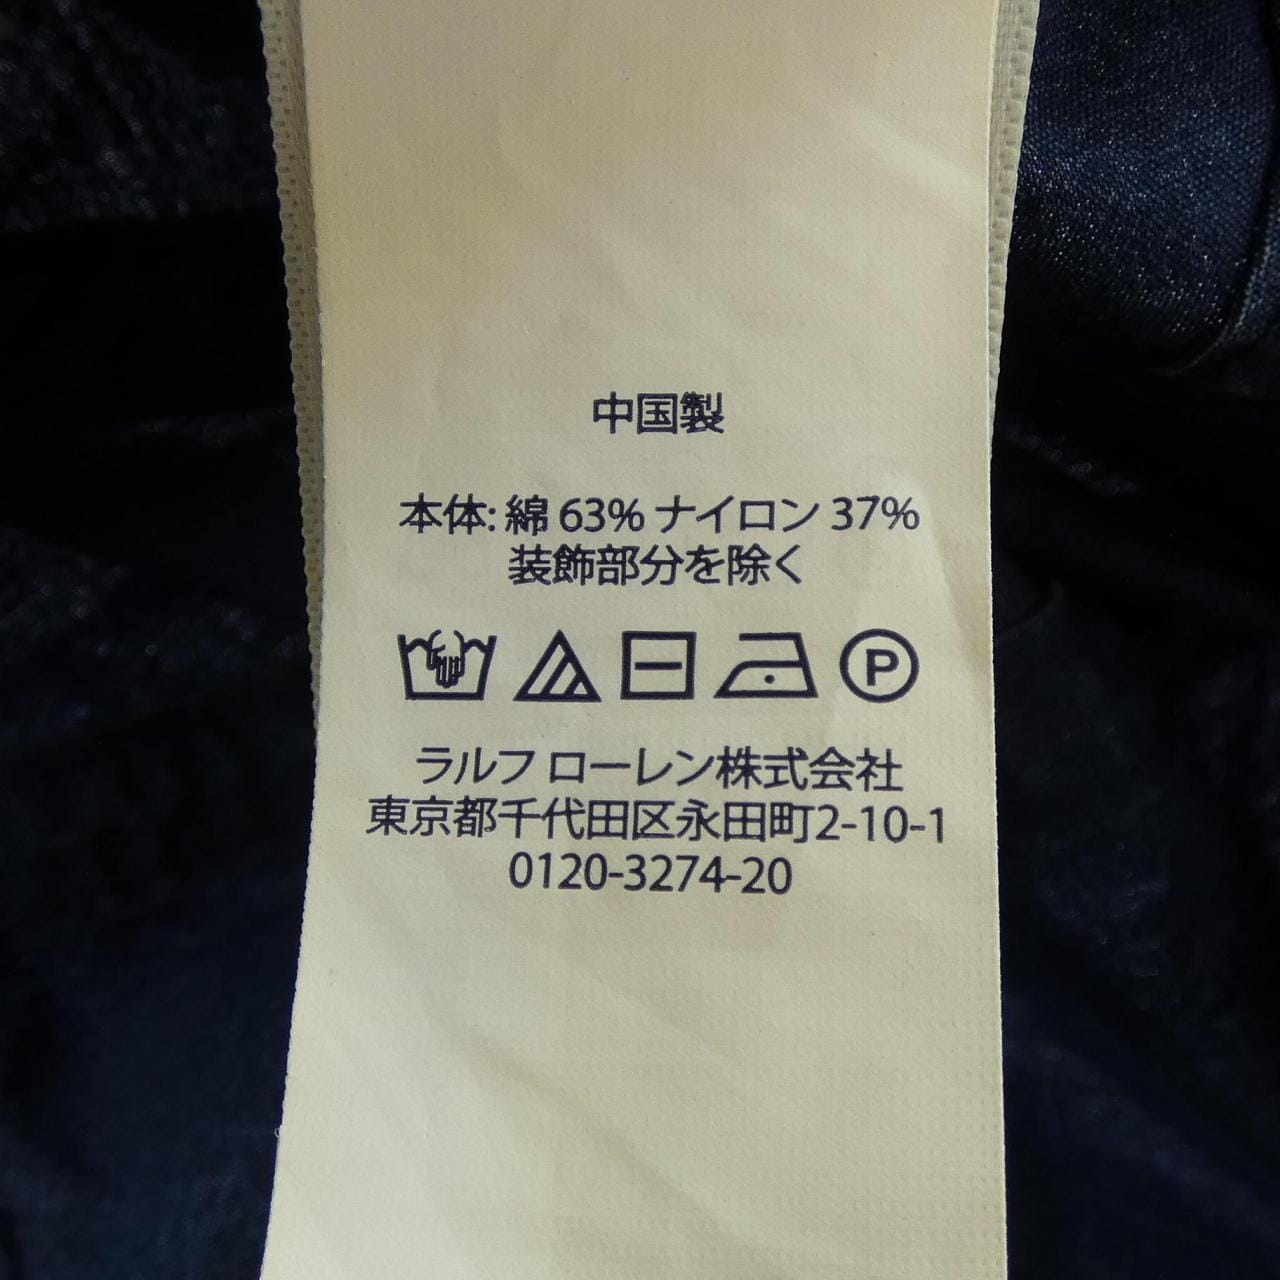 中国製
本体: 綿 63% ナイロン 37%
装飾部分を除く
P
ラルフ ローレン株式会社
東京都千代田区永田町2-10-1
0120-3274-20